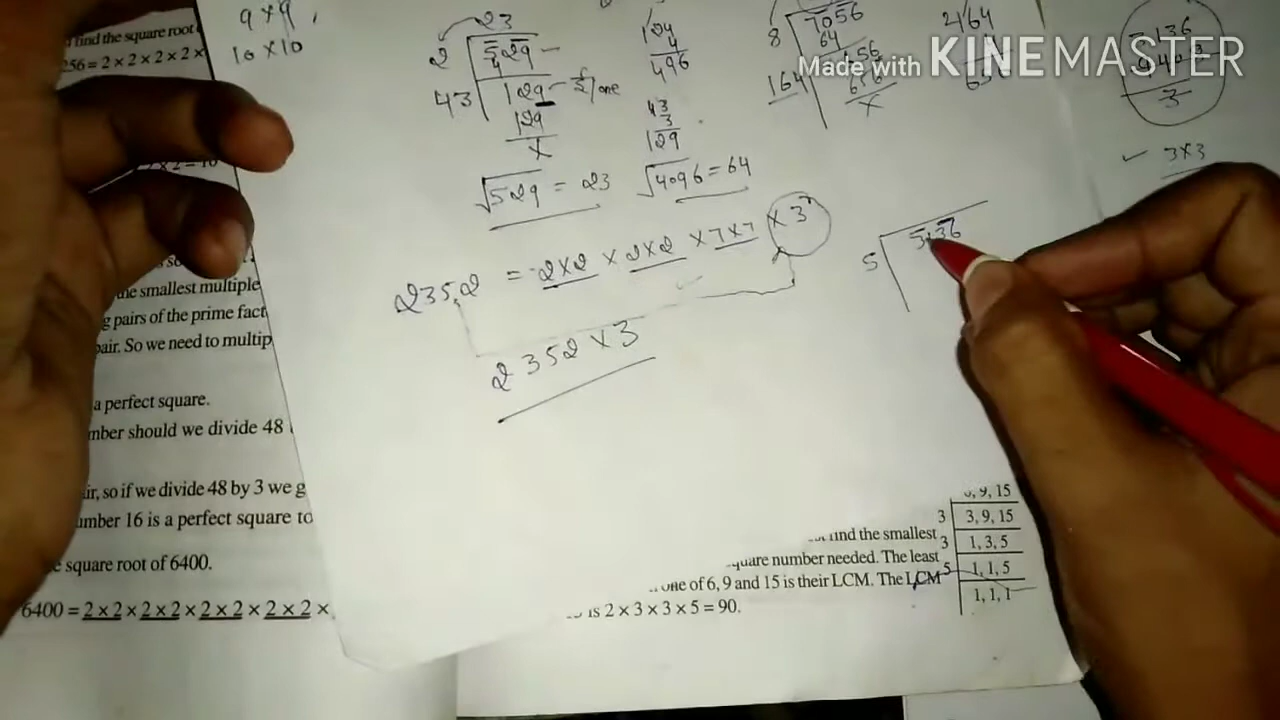 9 × 9,
10 × 10
find the square root
256 = 2 × 2 × 2 × 2 ×
23
2
529
4
43
129
129
×
124
4
496
43
3
129
8
7056
64
656
164
656
×
Made with KINEMASTER
3 × 3
√529 = 23
√4096 = 64
2352 = 2×2 × 2×2 × 7×7 × 3
2352 × 3
5
5136
the smallest multiple
g pairs of the prime fact
pair. So we need to multip
a perfect square.
mber should we divide 48
air, so if we divide 48 by 3 we g
umber 16 is a perfect square to
square root of 6400.
6400 = 2 × 2 × 2 × 2 × 2 × 2 × 2 × 2 ×
find the smallest
square number needed. The least
one of 6, 9 and 15 is their LCM. The LCM
is 2 × 3 × 3 × 5 = 90.
9, 15
3 3, 9, 15
3 1, 3, 5
5 1, 1, 5
1, 1, 1